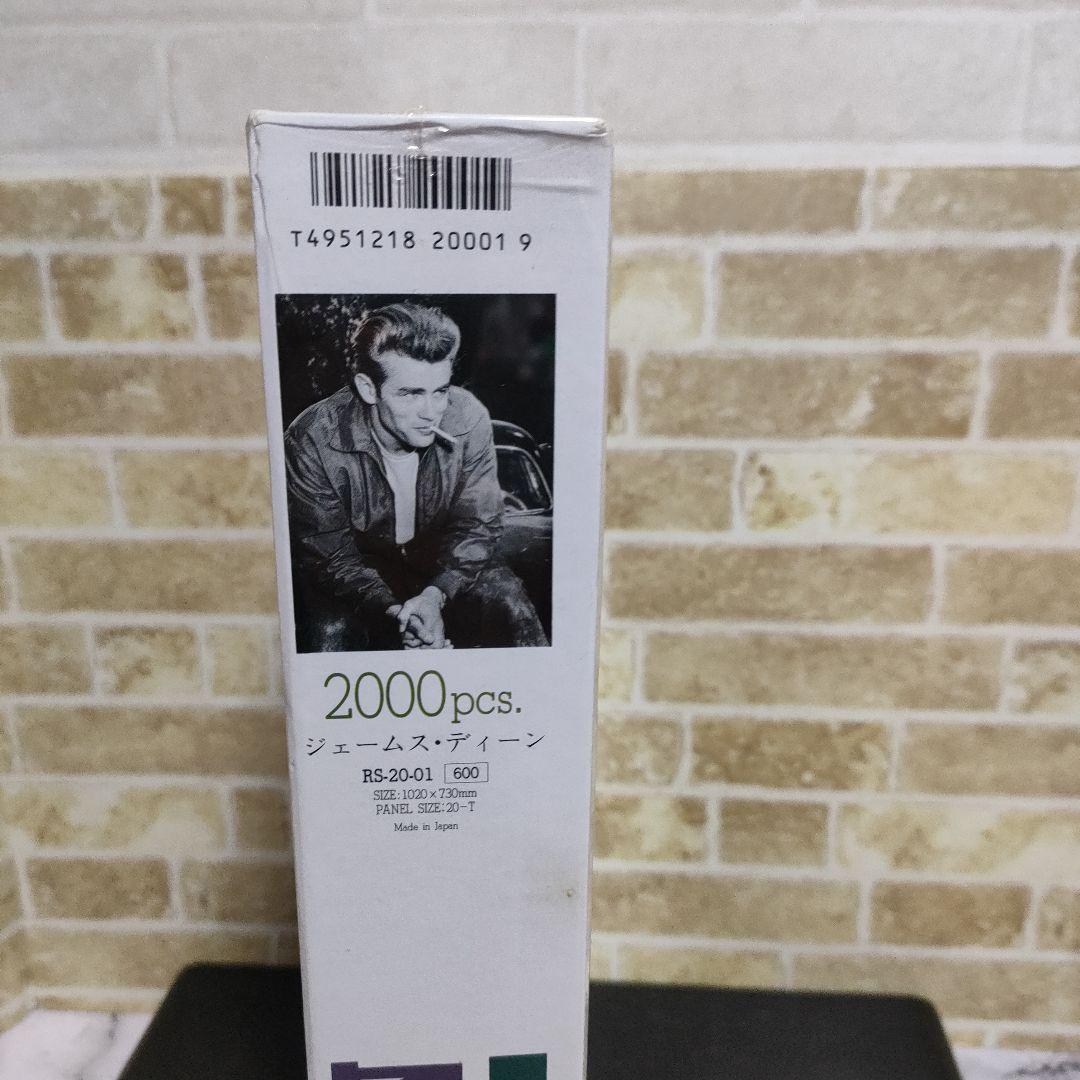 T4951218 20001 9
2000pcs.
ジェームス・ディーン
RS-20-01 600
SIZE:1020×730mm
PANEL SIZE:20-T
Made in Japan